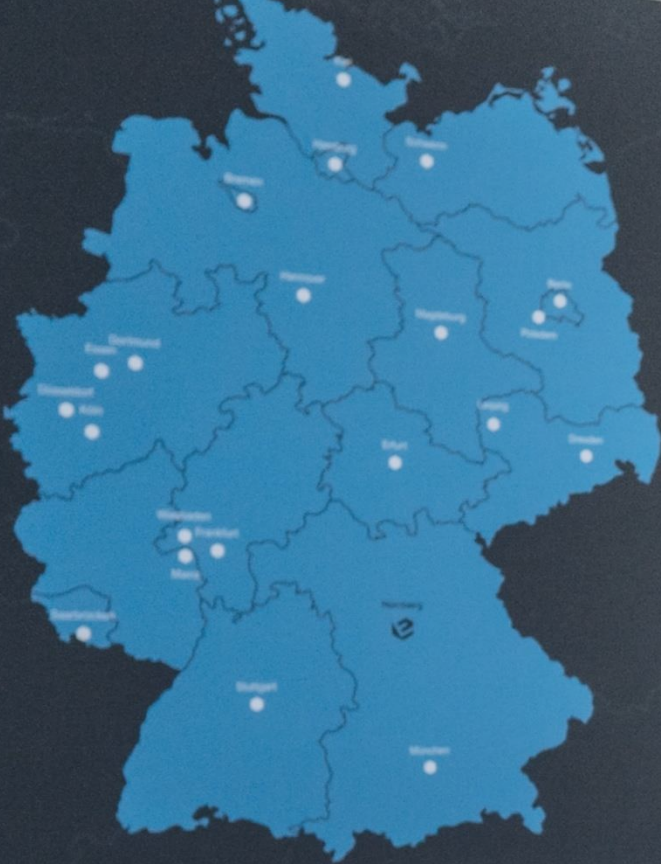 Kiel
Hamburg
Schwerin
Bremen
Hannover
Berlin
Potsdam
Magdeburg
Dortmund
Essen
Düsseldorf
Köln
Leipzig
Dresden
Erfurt
Wiesbaden
Frankfurt
Mainz
Saarbrücken
Nürnberg
Stuttgart
München